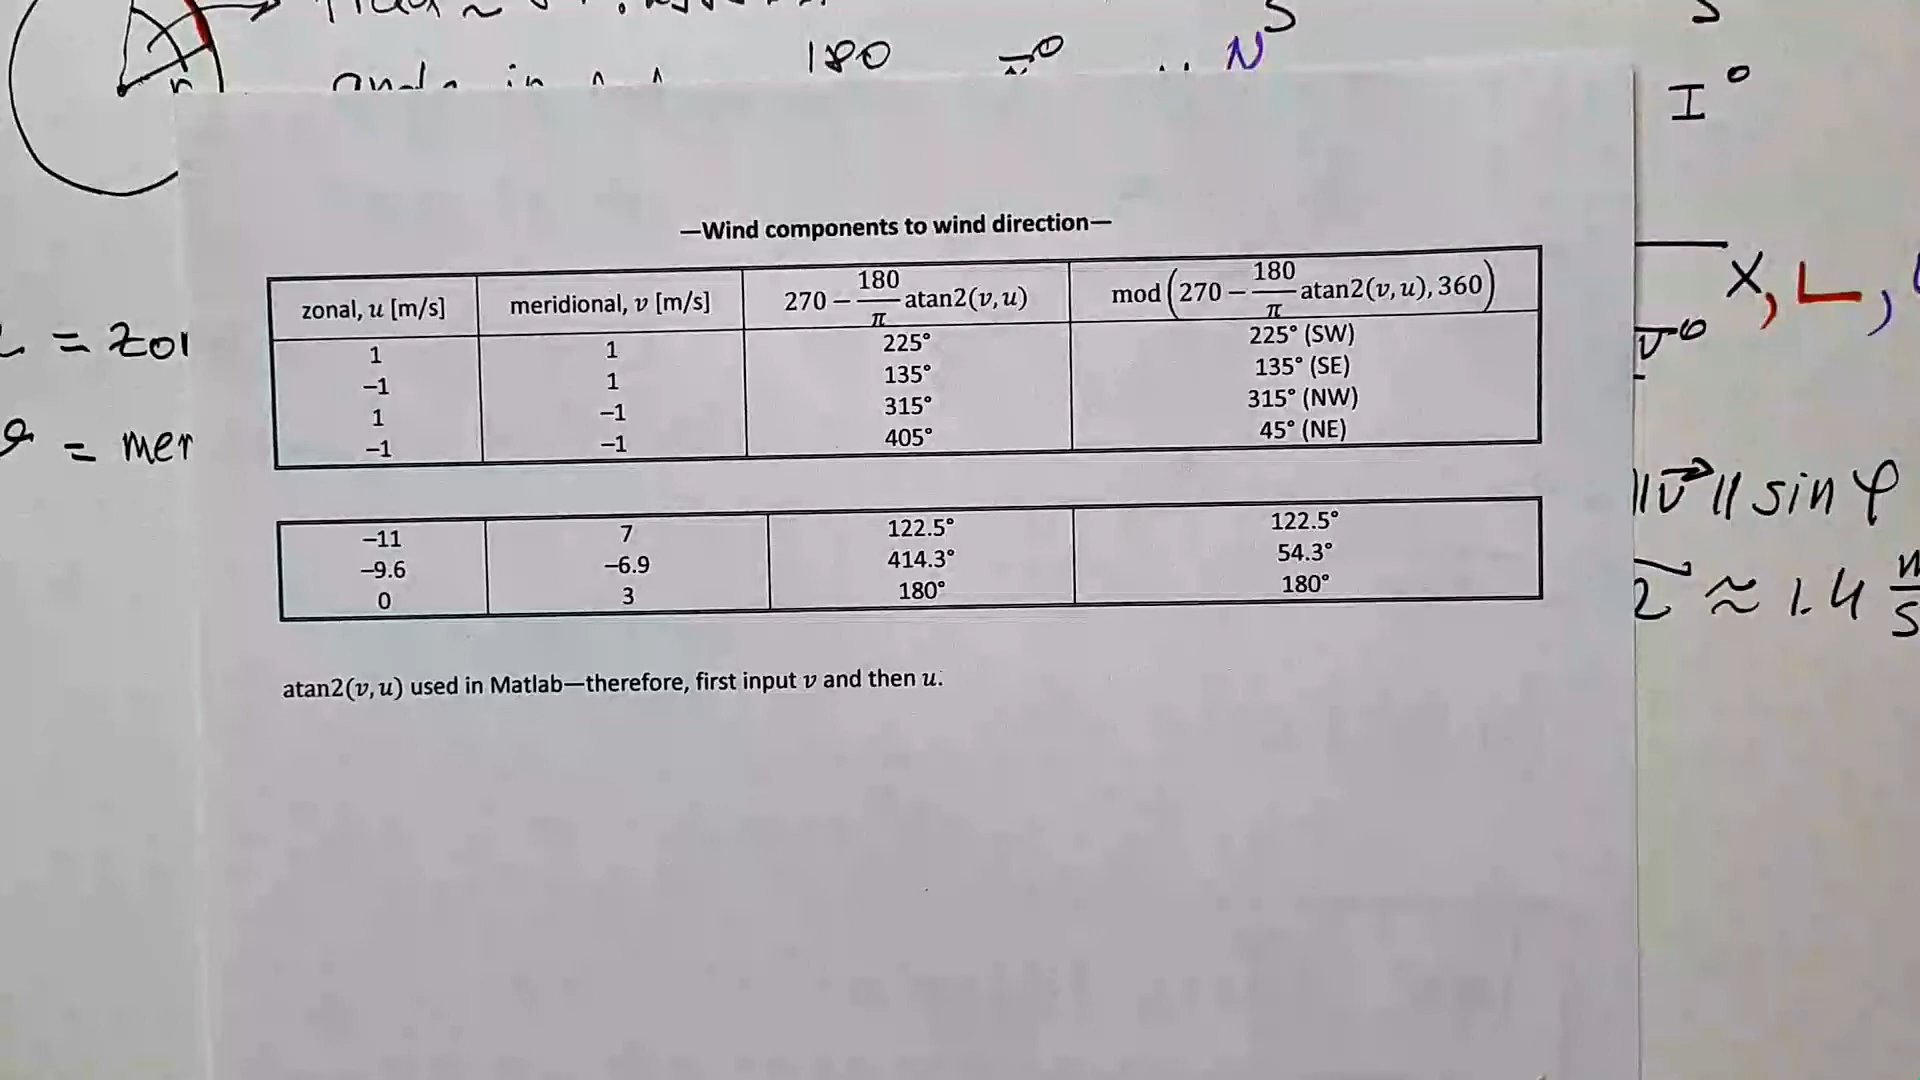 180
N
I°
—Wind components to wind direction—
zonal, u [m/s] meridional, v [m/s] 270 − 180/π atan2(v, u) mod(270 − 180/π atan2(v, u), 360)
1 1 225° 225° (SW)
−1 1 135° 135° (SE)
1 −1 315° 315° (NW)
−1 −1 405° 45° (NE)
−11 7 122.5° 122.5°
−9.6 −6.9 414.3° 54.3°
0 3 180° 180°
atan2(v, u) used in Matlab—therefore, first input v and then u.
X, L,
= zon
= mer
||v⃗|| sin φ
2 ≈ 1.4 m/s